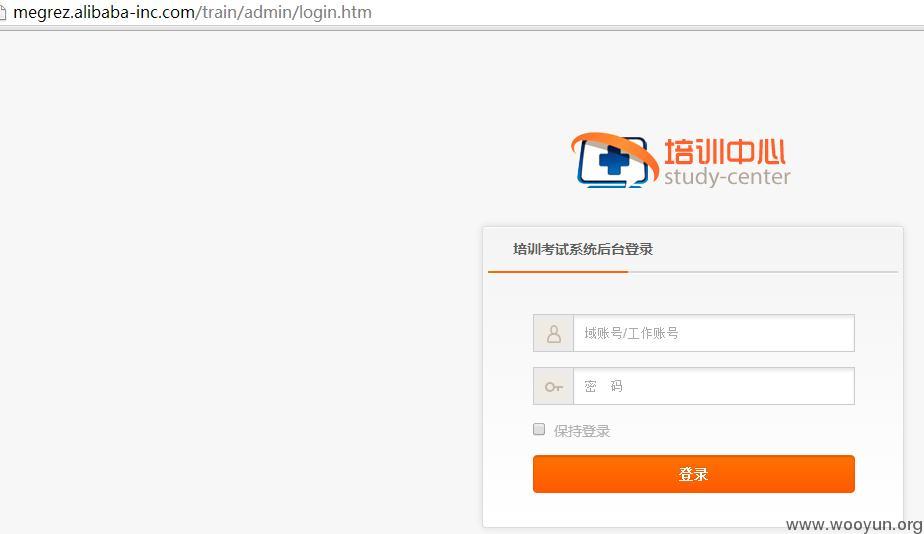 megrez.alibaba-inc.com/train/admin/login.htm
培训中心
study-center
培训考试系统后台登录
域账号/工作账号
密 码
保持登录
登录
www.wooyun.org